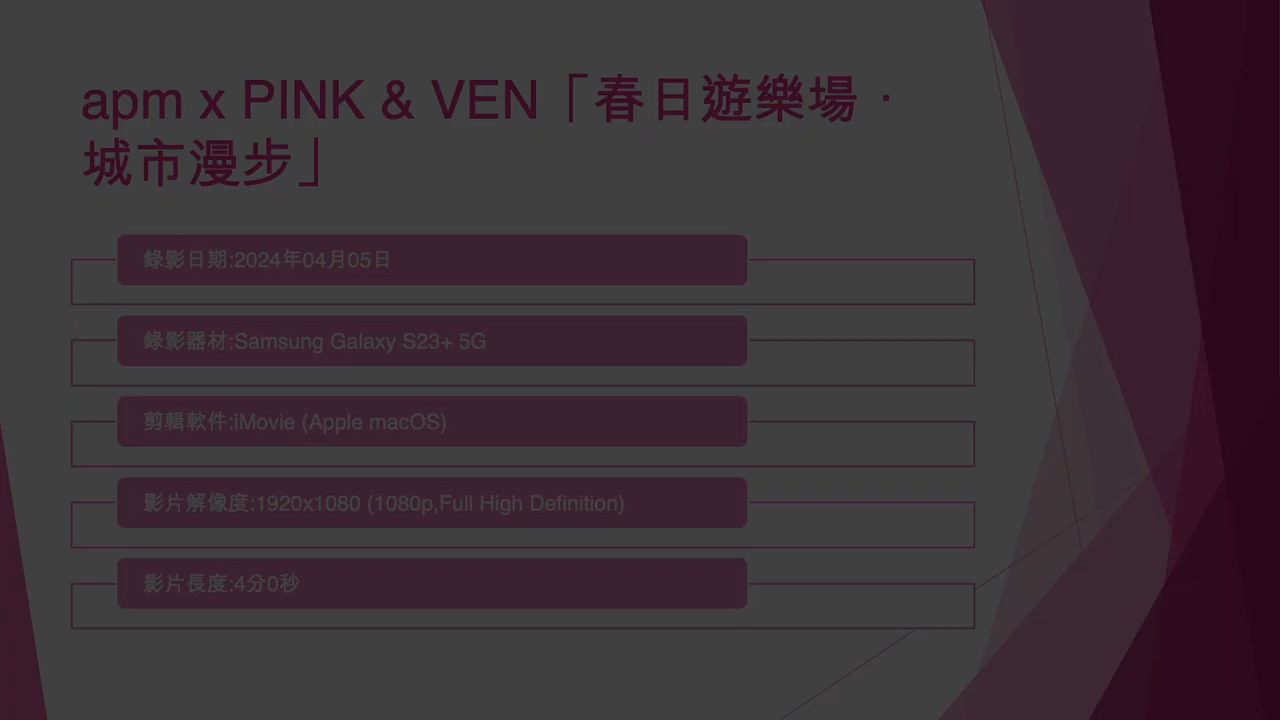 apm x PINK & VEN「春日遊樂場．
城市漫步」
錄影日期:2024年04月05日
錄影器材:Samsung Galaxy S23+ 5G
剪輯軟件:iMovie (Apple macOS)
影片解像度:1920x1080 (1080p,Full High Definition)
影片長度:4分0秒